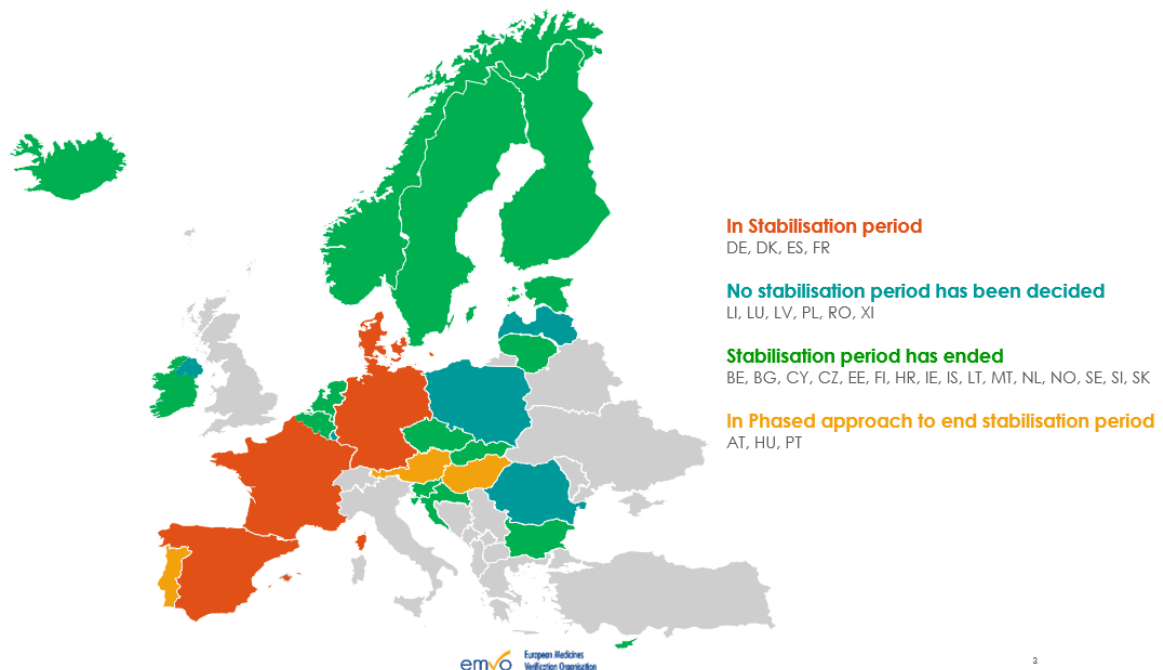 In Stabilisation period
DE, DK, ES, FR
No stabilisation period has been decided
LI, LU, LV, PL, RO, XI
Stabilisation period has ended
BE, BG, CY, CZ, EE, FI, HR, IE, IS, LT, MT, NL, NO, SE, SI, SK
In Phased approach to end stabilisation period
AT, HU, PT
emvo
European Medicines
Verification Organisation
3